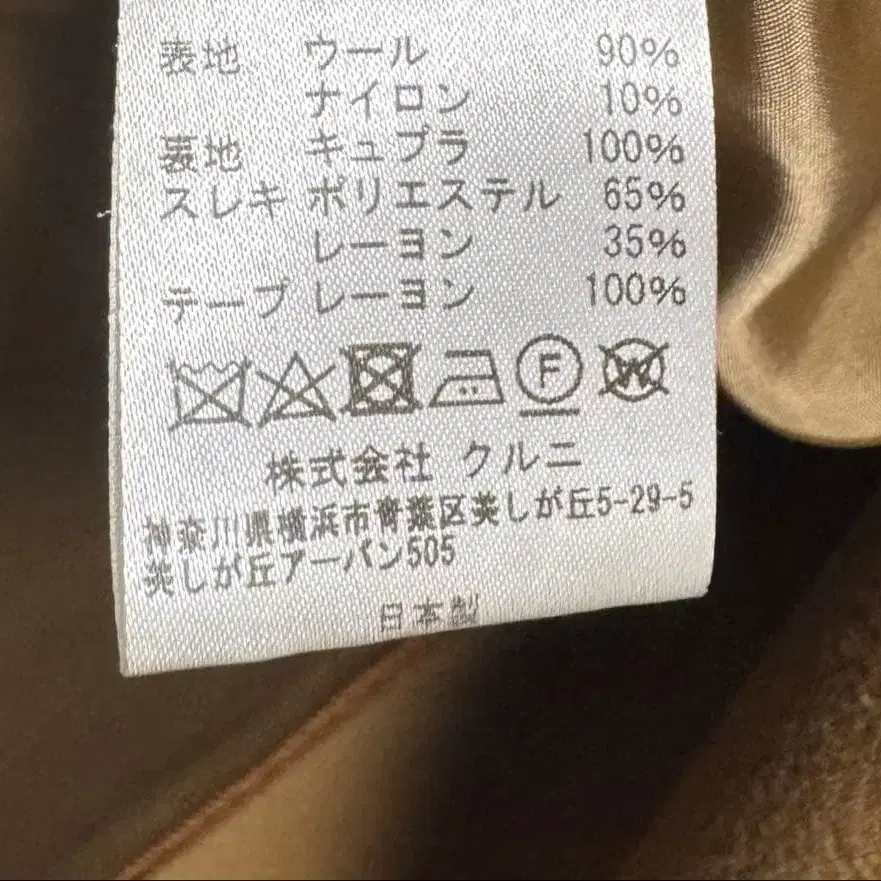 表地 ウール 90%
ナイロン 10%
裏地 キュプラ 100%
スレキ ポリエステル 65%
レーヨン 35%
テープ レーヨン 100%
F W
株式会社 クルニ
神奈川県横浜市青葉区美しが丘5-29-5
美しが丘アーバン505
日本製